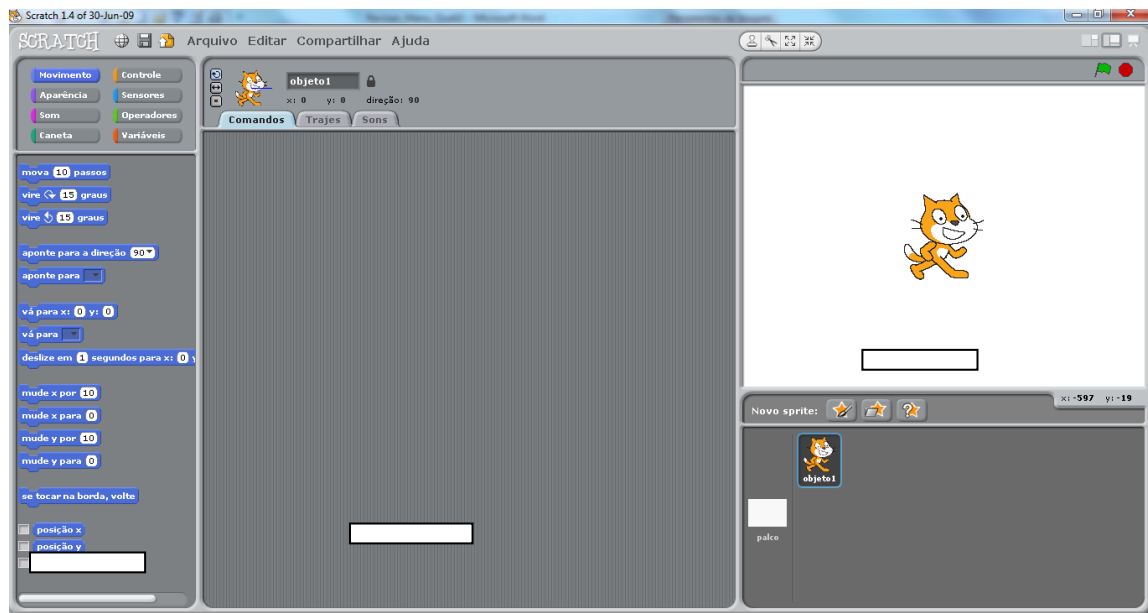 Scratch 1.4 of 30-Jun-09
SCRATCH Arquivo Editar Compartilhar Ajuda
Movimento Controle
Aparência Sensores
Som Operadores
Caneta Variáveis
objeto1
x: 0 y: 0 direção: 90
Comandos Trajes Sons
mova 10 passos
vire 15 graus
vire 15 graus
aponte para a direção 90
aponte para
vá para x: 0 y: 0
vá para
deslize em 1 segundos para x: 0 y
mude x por 10
mude x para 0
mude y por 10
mude y para 0
se tocar na borda, volte
posição x
posição y
x: -597 y: -19
Novo sprite:
objeto1
palco